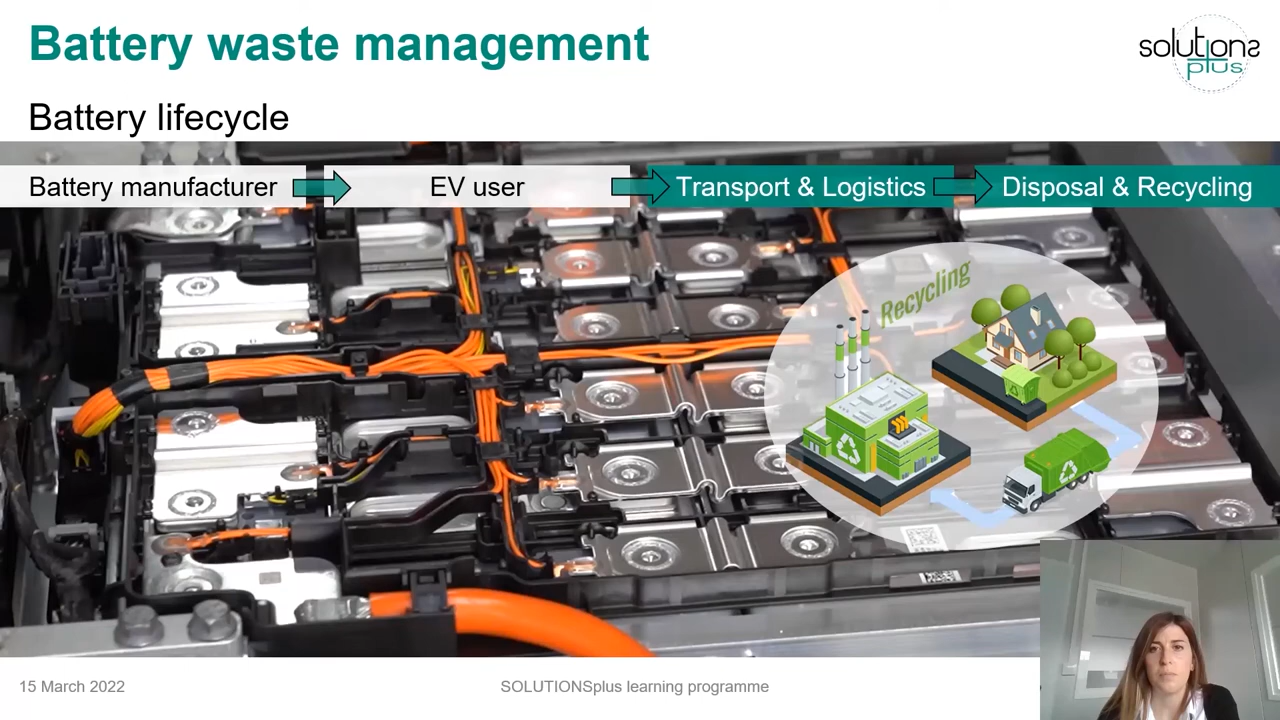 Battery waste management
solutions
plus
Battery lifecycle
Battery manufacturer
EV user
Transport & Logistics
Disposal & Recycling
Recycling
15 March 2022
SOLUTIONSplus learning programme